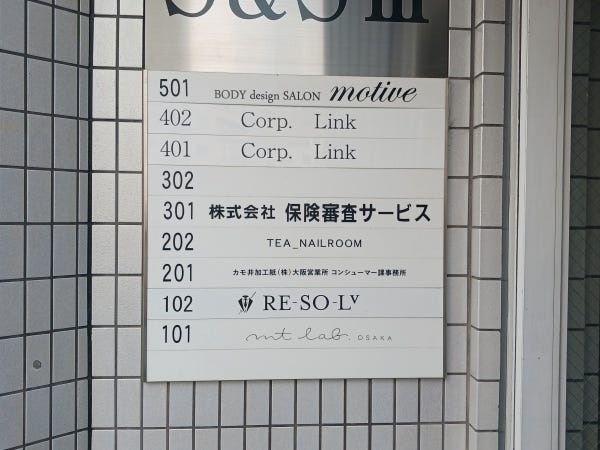 S&S III
501 BODY design SALON motive
402 Corp. Link
401 Corp. Link
302
301 株式会社 保険審査サービス
202 TEA_NAILROOM
201 カモ井加工紙(株)大阪営業所 コンシューマー課事務所
102 RE-SO-Lv
101 mt lab. OSAKA